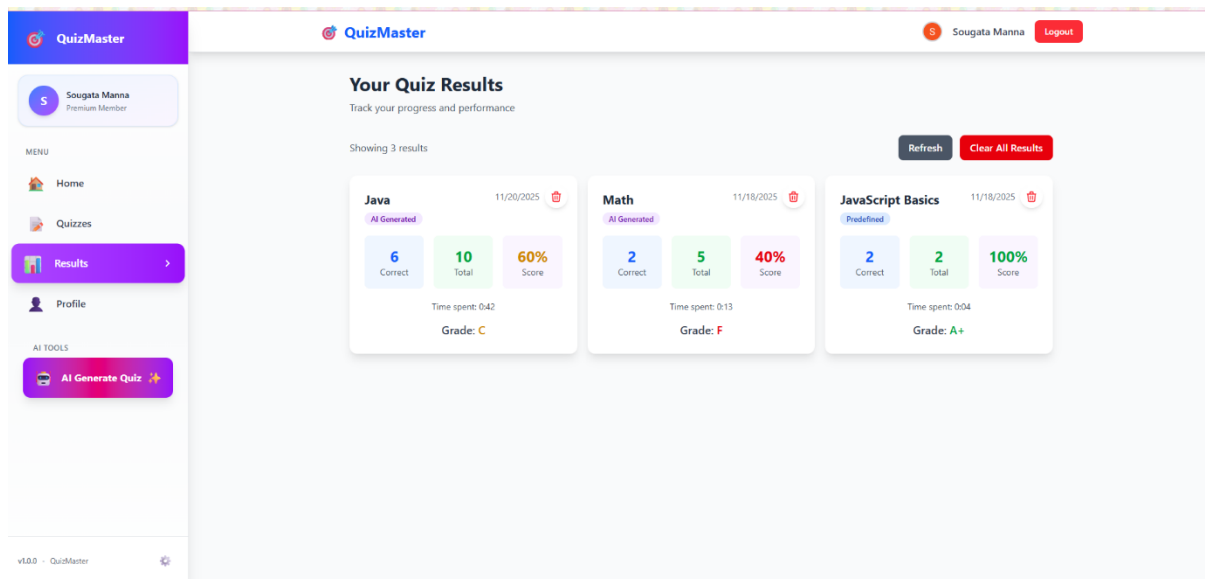 QuizMaster
S
Sougata Manna
Premium Member
MENU
Home
Quizzes
Results
Profile
AI TOOLS
AI Generate Quiz
v1.0.0 - QuizMaster
QuizMaster
S Sougata Manna Logout
Your Quiz Results
Track your progress and performance
Showing 3 results
Refresh Clear All Results
Java 11/20/2025
AI Generated
6 10 60%
Correct Total Score
Time spent: 0:42
Grade: C
Math 11/18/2025
AI Generated
2 5 40%
Correct Total Score
Time spent: 0:13
Grade: F
JavaScript Basics 11/18/2025
Predefined
2 2 100%
Correct Total Score
Time spent: 0:04
Grade: A+